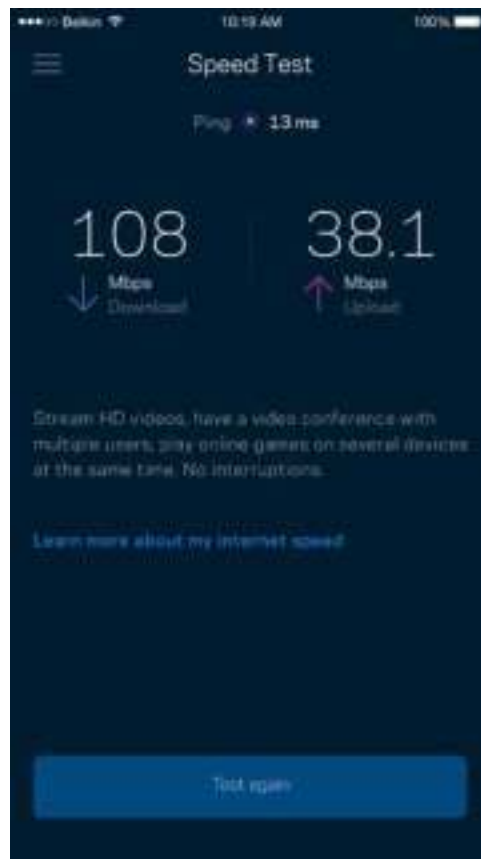 Belkin 10:19 AM 100%
Speed Test
Ping 13 ms
108 38.1
Mbps Mbps
Download Upload
Stream HD videos, have a video conference with
multiple users, play online games on several devices
at the same time. No interruptions.
Learn more about my internet speed
Test again